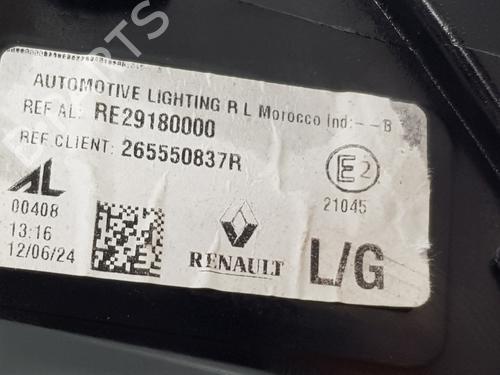 PARTS
AUTOMOTIVE LIGHTING R L Morocco Ind: - - B
REF AL: RE29180000
REF CLIENT: 265550837R
E2
21045
AL
00408
13:16
12/06/24
RENAULT
L/G